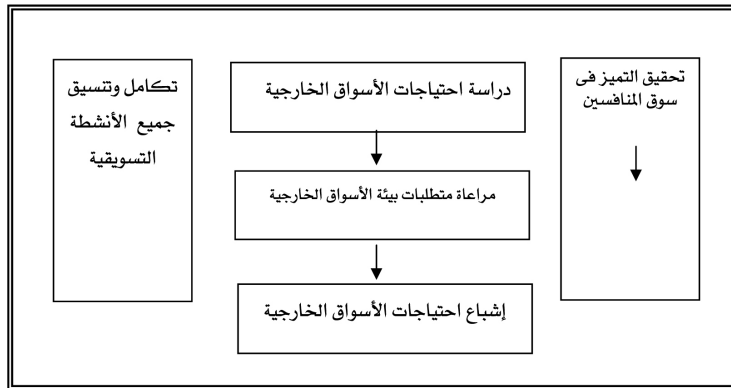 تحقيق التميز فى
سوق المنافسين
دراسة احتياجات الأسواق الخارجية
مراعاة متطلبات بيئة الأسواق الخارجية
إشباع احتياجات الأسواق الخارجية
تكامل وتنسيق
جميع الأنشطة
التسويقية